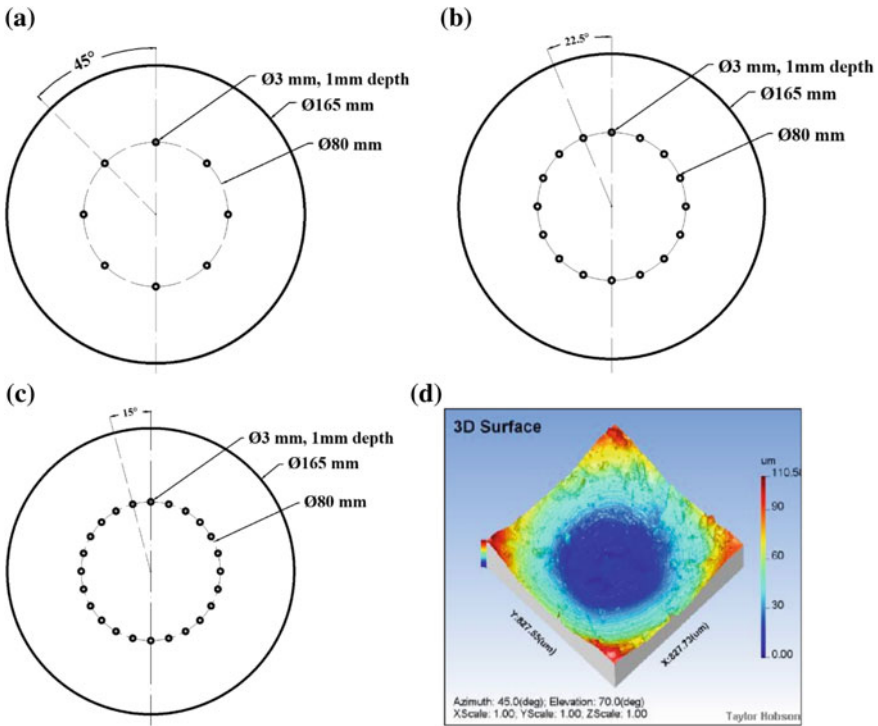 (a)
45°
Ø3 mm, 1mm depth
Ø165 mm
Ø80 mm
(b)
22.5°
Ø3 mm, 1mm depth
Ø165 mm
Ø80 mm
(c)
15°
Ø3 mm, 1mm depth
Ø165 mm
Ø80 mm
(d)
3D Surface
um
110.50
90
60
30
0.00
Y:827.55(um)
X:827.73(um)
Azimuth: 45.0(deg); Elevation: 70.0(deg)
XScale: 1.00, YScale: 1.00, ZScale: 1.00
Taylor Hobson